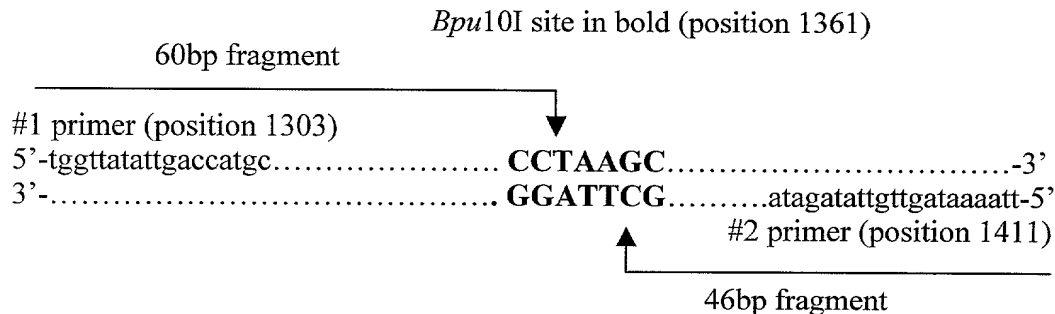 Bpu10I site in bold (position 1361)
60bp fragment
#1 primer (position 1303)
5’-tggttatattgaccatgc……………………… CCTAAGC………………………………-3’
3’-…………………………………………. GGATTCG……….atagatattgttgataaaaatt-5’
#2 primer (position 1411)
46bp fragment